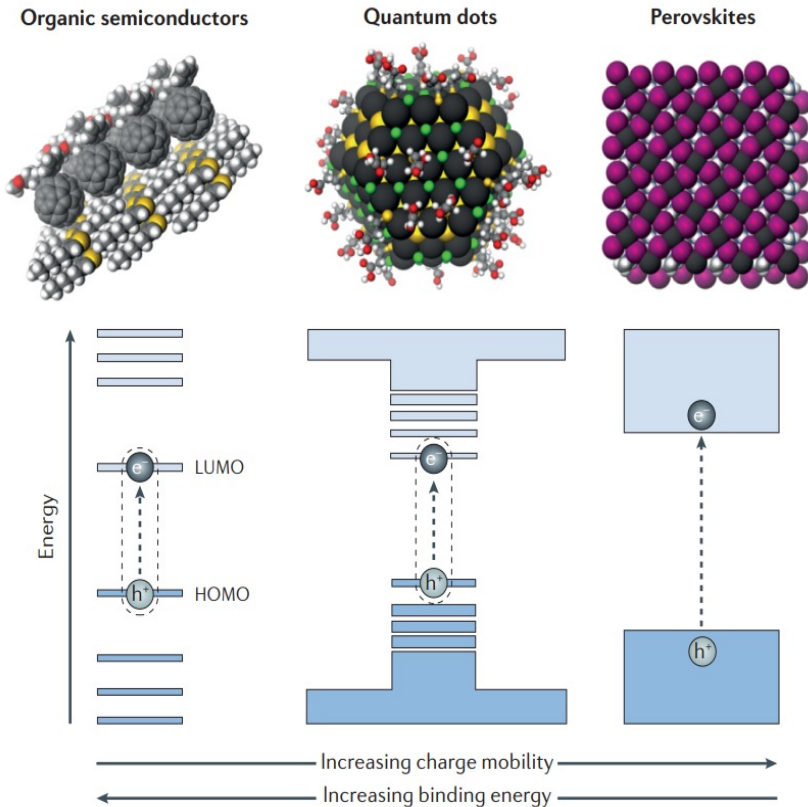 Organic semiconductors
Quantum dots
Perovskites
Energy
e⁻
LUMO
h⁺
HOMO
e⁻
h⁺
e⁻
h⁺
Increasing charge mobility
Increasing binding energy